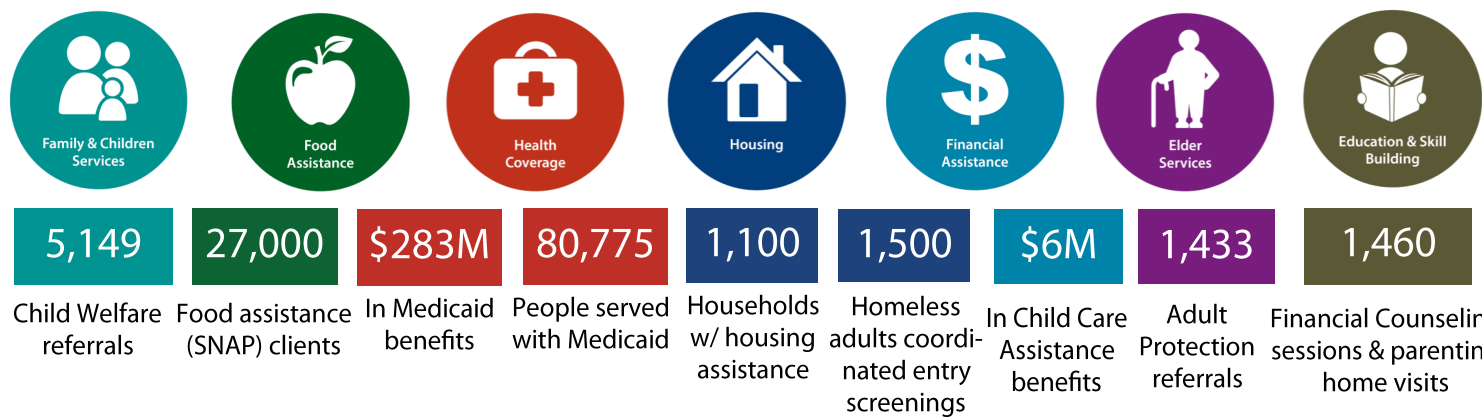 Family & Children
Services
Food
Assistance
Health
Coverage
Housing
Financial
Assistance
Elder
Services
Education & Skill
Building
5,149
Child Welfare
referrals
27,000
Food assistance
(SNAP) clients
$283M
In Medicaid
benefits
80,775
People served
with Medicaid
1,100
Households
w/ housing
assistance
1,500
Homeless
adults coordi-
nated entry
screenings
$6M
In Child Care
Assistance
benefits
1,433
Adult
Protection
referrals
1,460
Financial Counselin
sessions & parentin
home visits